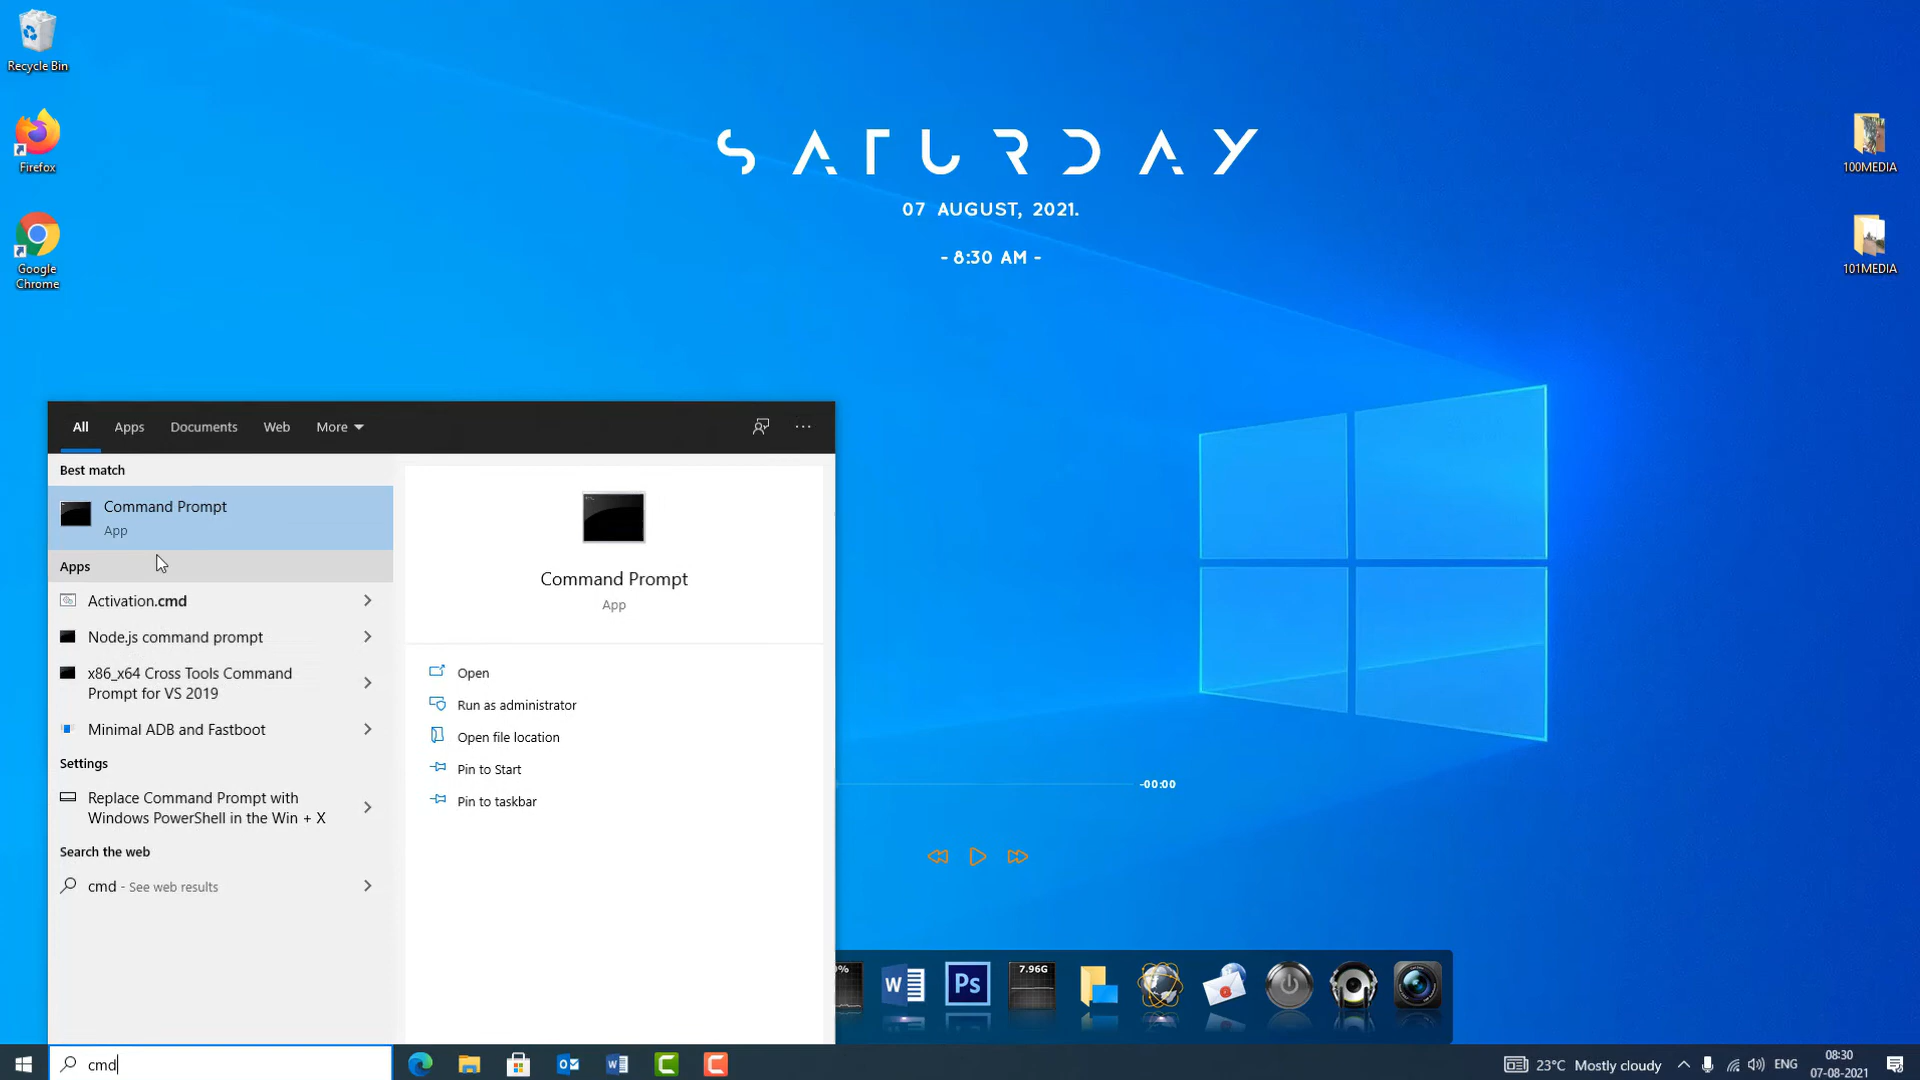 Recycle Bin
Firefox
Google
Chrome
SATURDAY
07 AUGUST, 2021.
- 8:30 AM -
100MEDIA
101MEDIA
All
Apps
Documents
Web
More
Best match
Command Prompt
App
Apps
Activation.cmd
Node.js command prompt
x86_x64 Cross Tools Command
Prompt for VS 2019
Minimal ADB and Fastboot
Settings
Replace Command Prompt with
Windows PowerShell in the Win + X
Search the web
cmd - See web results
Command Prompt
App
Open
Run as administrator
Open file location
Pin to Start
Pin to taskbar
-00:00
%
Ps
7.96G
cmd
23°C Mostly cloudy
ENG
08:30
07-08-2021